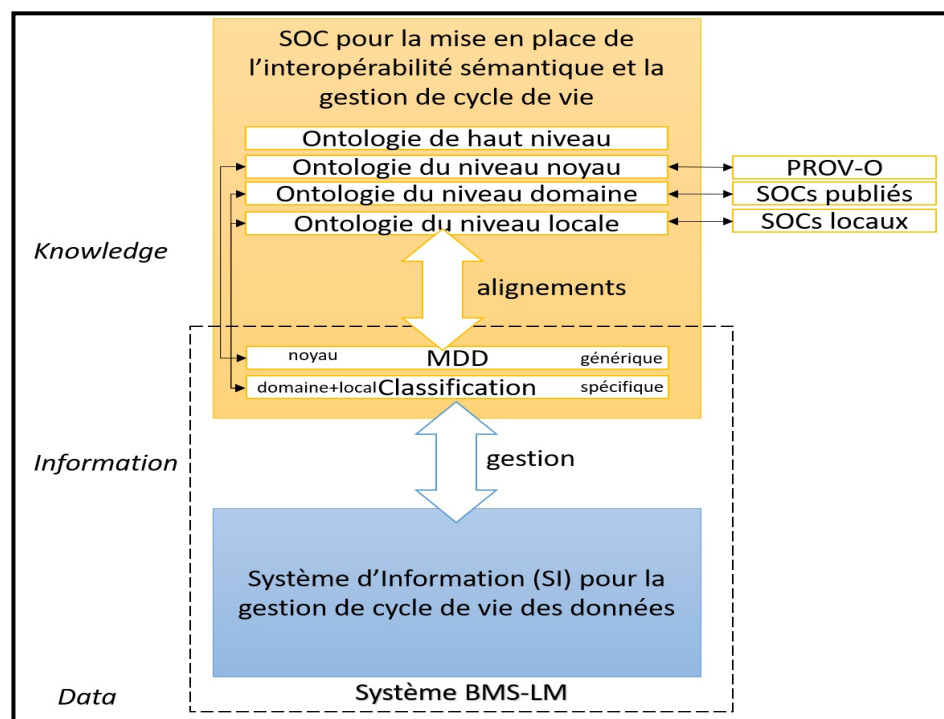 SOC pour la mise en place de
l'interopérabilité sémantique et la
gestion de cycle de vie
Ontologie de haut niveau
Ontologie du niveau noyau
PROV-O
Ontologie du niveau domaine
SOCs publiés
Ontologie du niveau locale
SOCs locaux
Knowledge
alignements
noyau
MDD
générique
domaine+local
Classification
spécifique
Information
gestion
Système d'Information (SI) pour la
gestion de cycle de vie des données
Système BMS-LM
Data